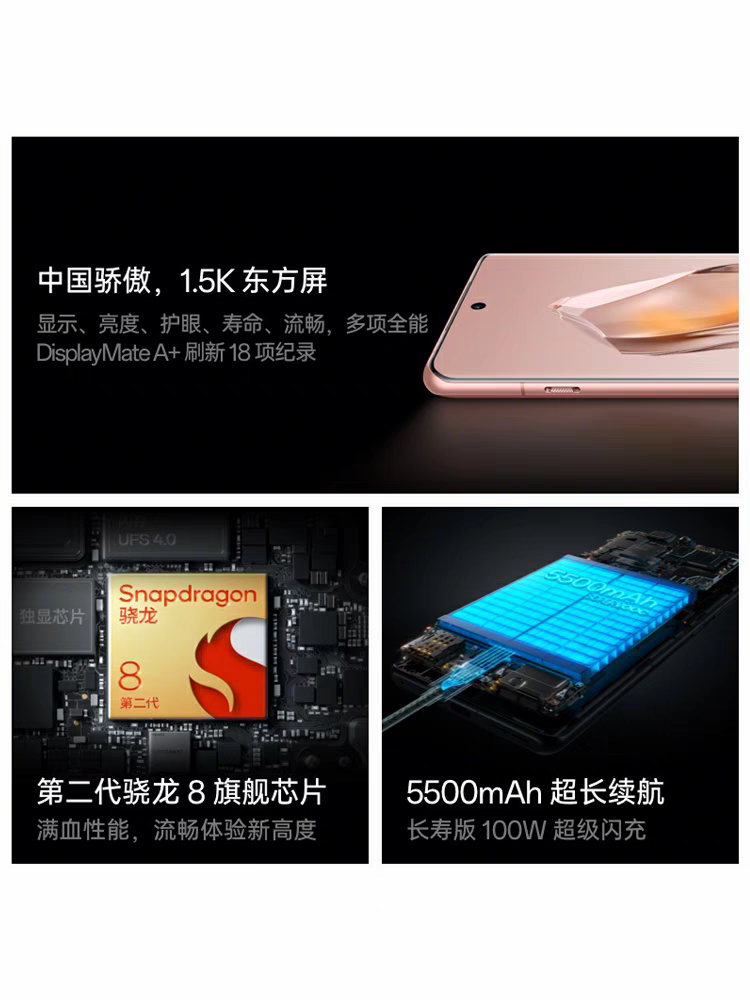 中国骄傲，1.5K 东方屏
显示、亮度、护眼、寿命、流畅，多项全能
DisplayMate A+ 刷新 18 项纪录
UFS 4.0
独显芯片
Snapdragon
骁龙
8
第二代
第二代骁龙 8 旗舰芯片
满血性能，流畅体验新高度
5500mAh
5500mAh 超长续航
长寿版 100W 超级闪充